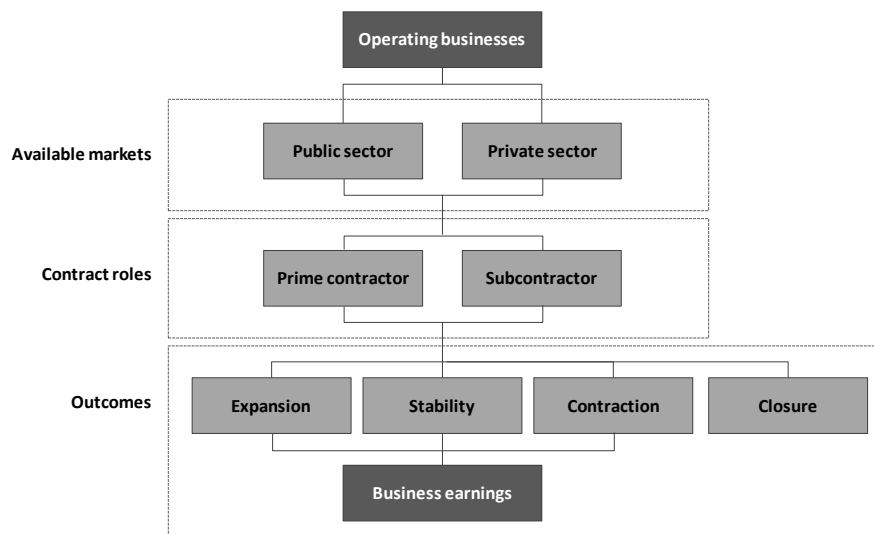 Operating businesses
Available markets
Public sector
Private sector
Contract roles
Prime contractor
Subcontractor
Outcomes
Expansion
Stability
Contraction
Closure
Business earnings